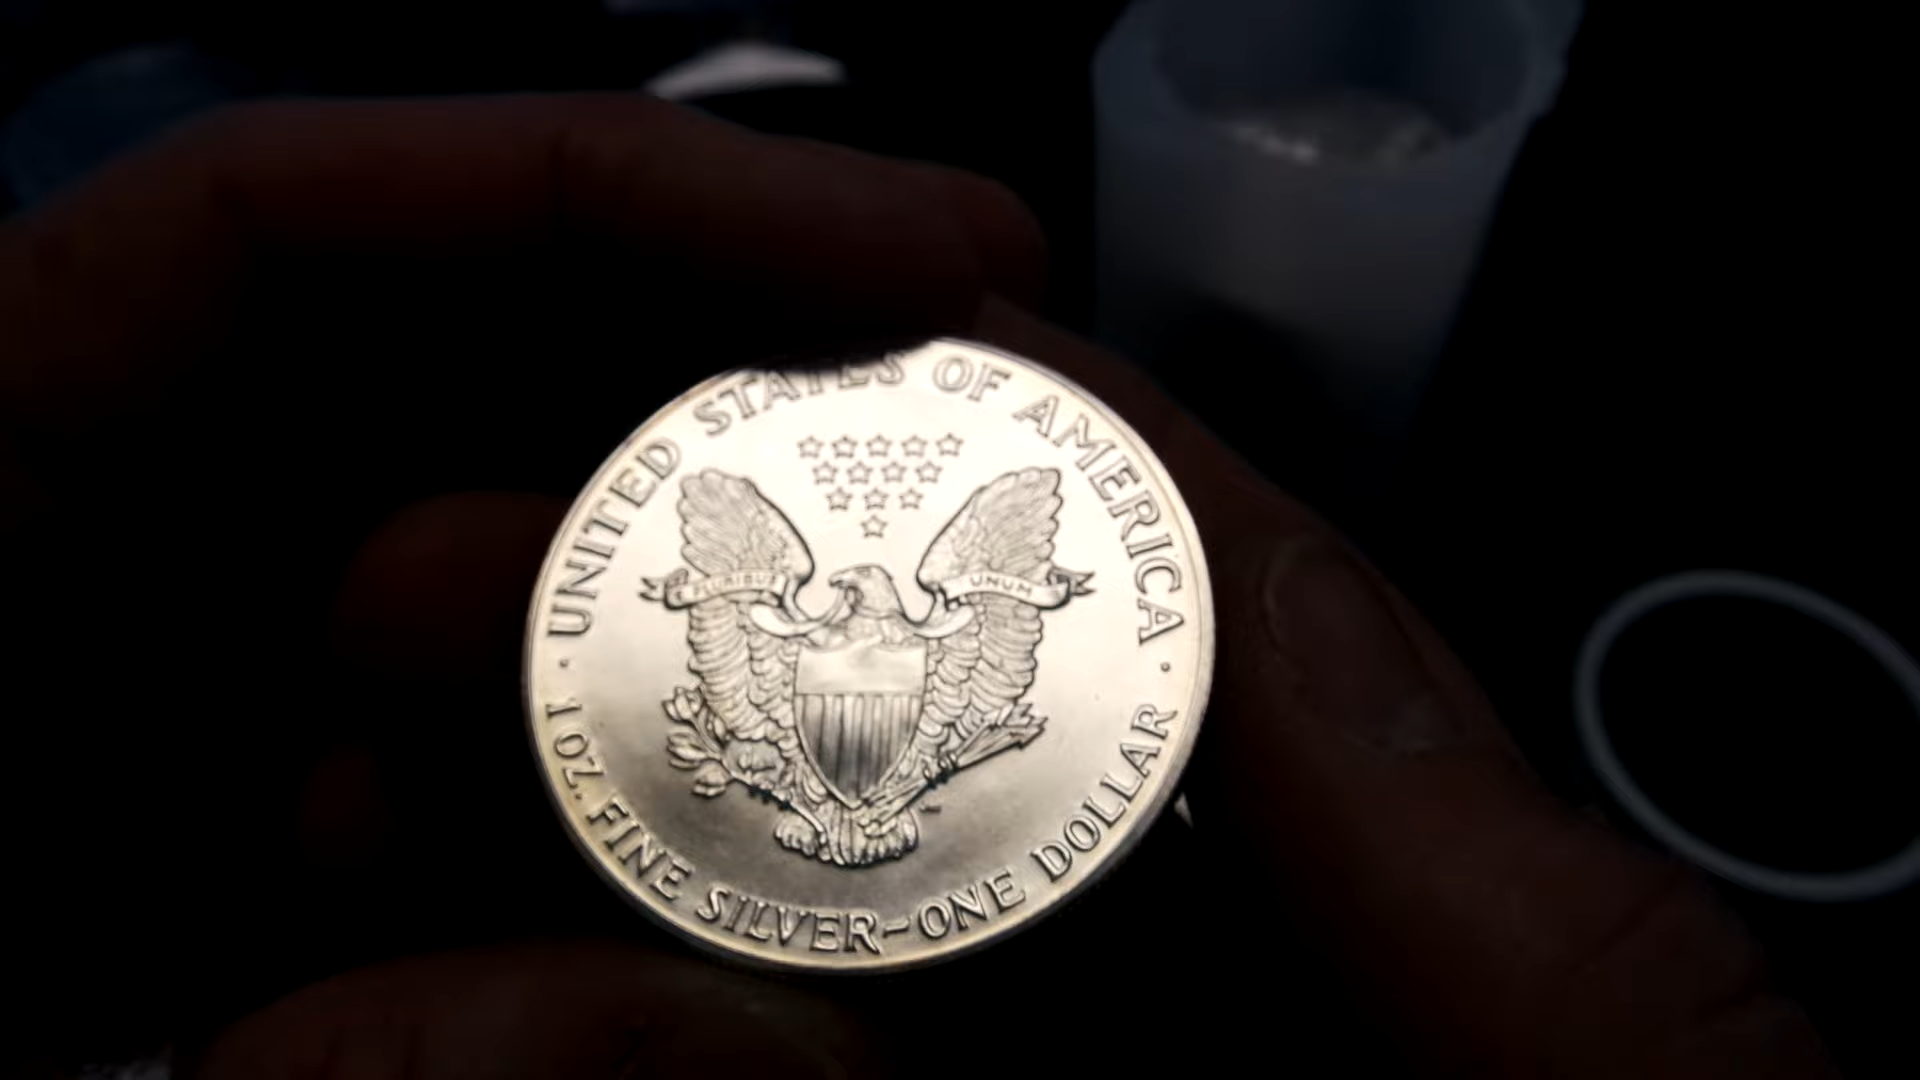 UNITED STATES OF AMERICA
PLURIBUS UNUM
1 OZ. FINE SILVER~ONE DOLLAR